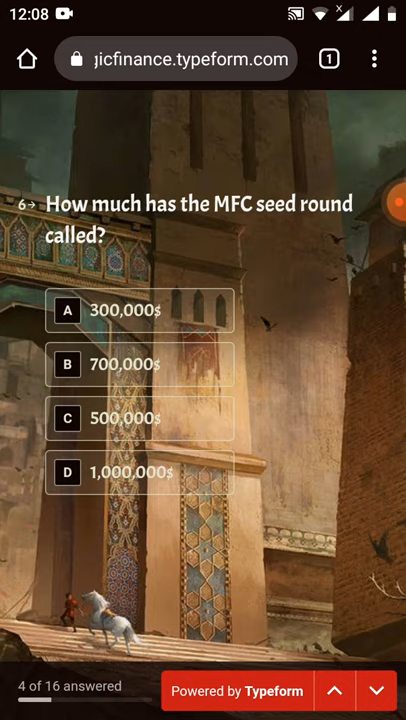 12:08
jicfinance.typeform.com
1
6→ How much has the MFC seed round
called?
A 300,000$
B 700,000$
C 500,000$
D 1,000,000$
4 of 16 answered
Powered by Typeform